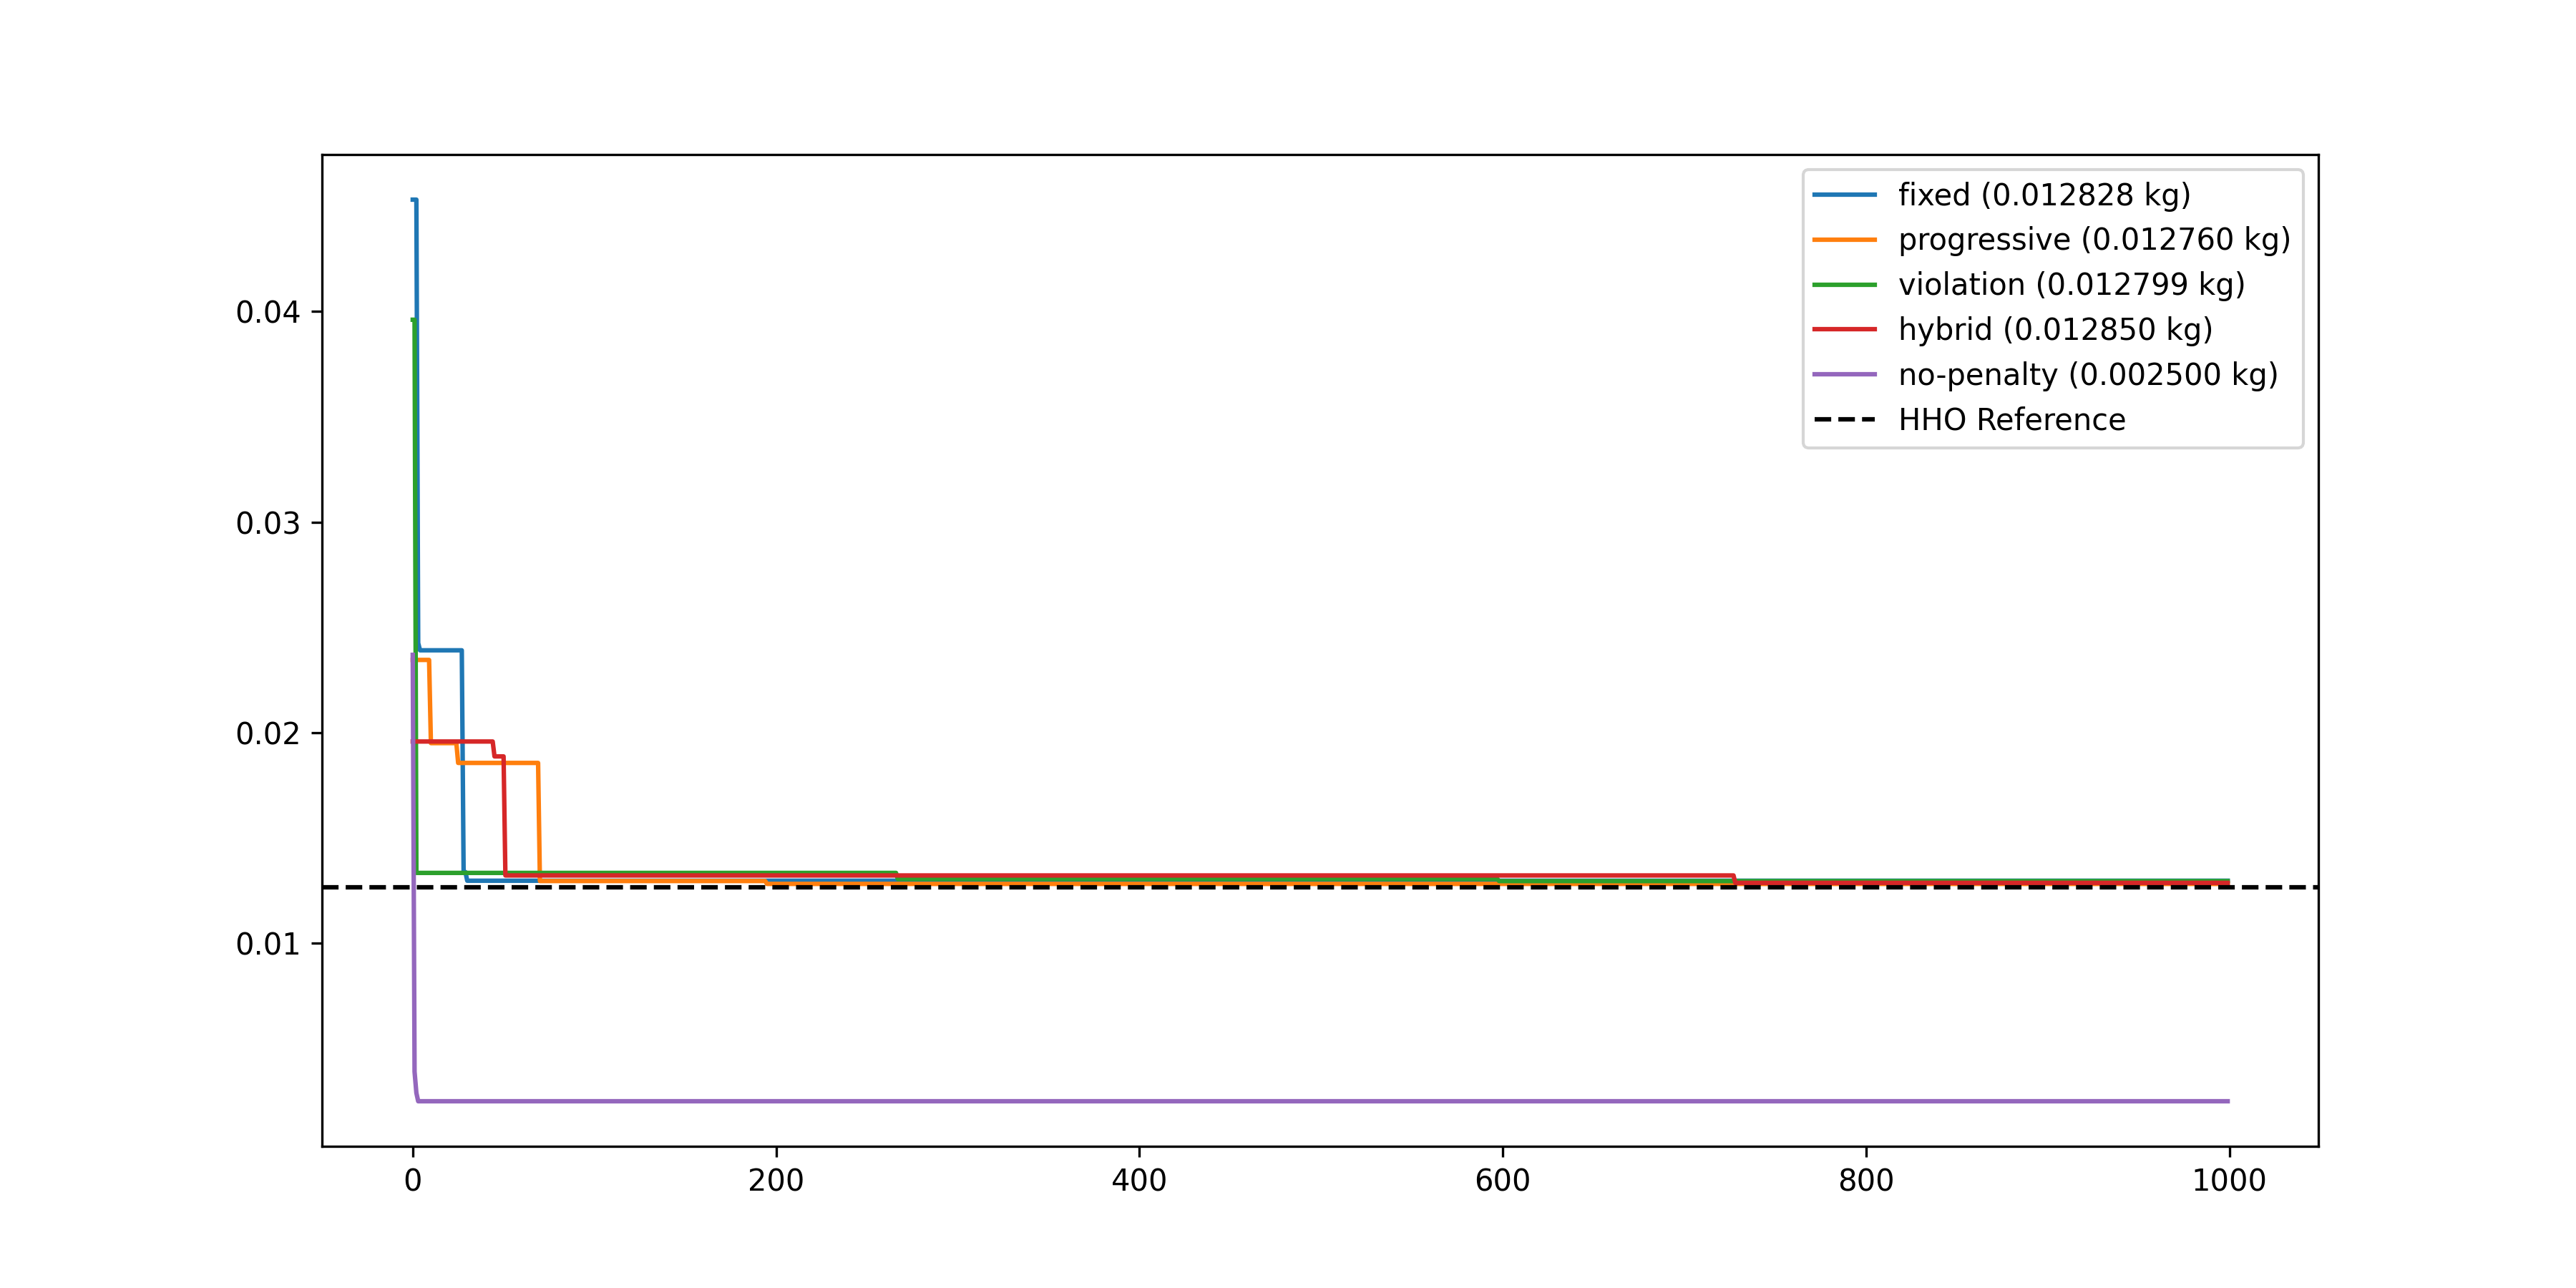 fixed (0.012828 kg)
progressive (0.012760 kg)
violation (0.012799 kg)
hybrid (0.012850 kg)
no-penalty (0.002500 kg)
HHO Reference
0.04
0.03
0.02
0.01
0 200 400 600 800 1000